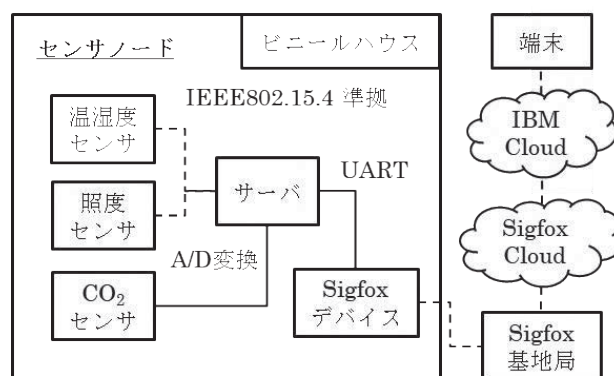 センサノード
ビニールハウス
端末
IEEE802.15.4 準拠
温湿度
センサ
IBM
Cloud
UART
サーバ
照度
センサ
Sigfox
Cloud
A/D変換
CO₂
センサ
Sigfox
デバイス
Sigfox
基地局